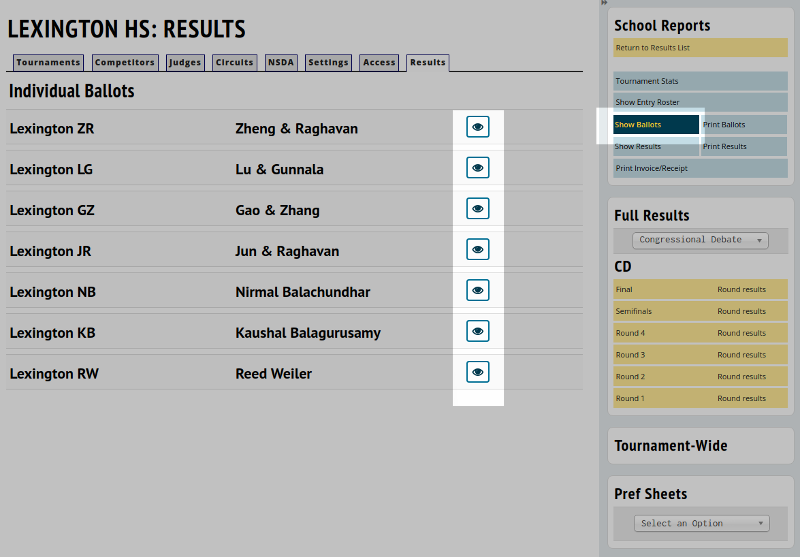 LEXINGTON HS: RESULTS
Tournaments Competitors Judges Circuits NSDA Settings Access Results
Individual Ballots
Lexington ZR Zheng & Raghavan
Lexington LG Lu & Gunnala
Lexington GZ Gao & Zhang
Lexington JR Jun & Raghavan
Lexington NB Nirmal Balachundhar
Lexington KB Kaushal Balagurusamy
Lexington RW Reed Weiler
School Reports
Return to Results List
Tournament Stats
Show Entry Roster
Show Ballots Print Ballots
Show Results Print Results
Print Invoice/Receipt
Full Results
Congressional Debate
CD
Final Round results
Semifinals Round results
Round 4 Round results
Round 3 Round results
Round 2 Round results
Round 1 Round results
Tournament-Wide
Pref Sheets
Select an Option